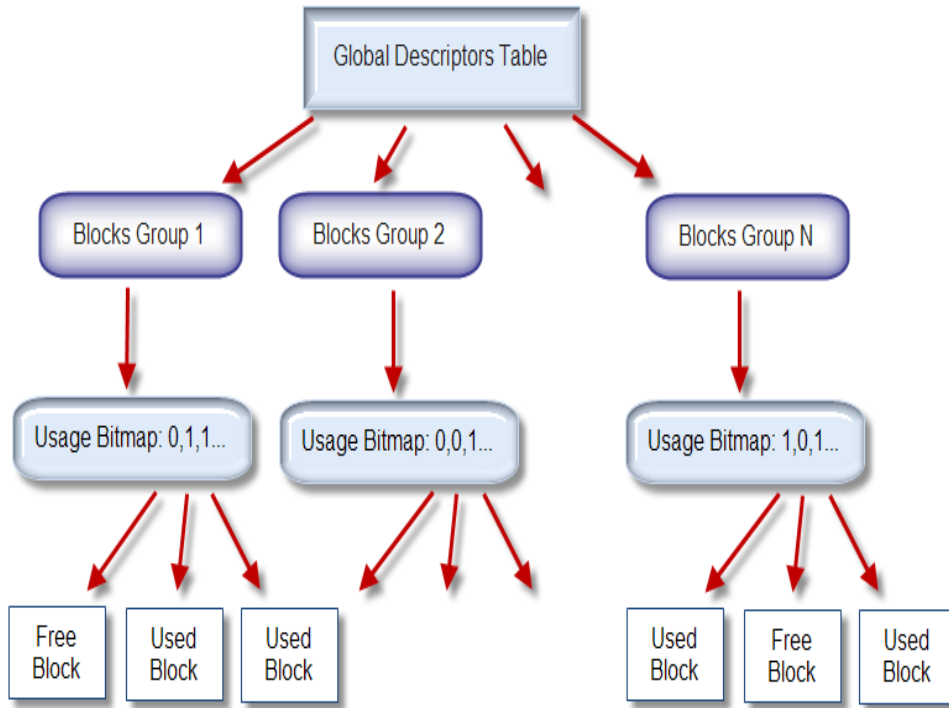 Global Descriptors Table
Blocks Group 1
Blocks Group 2
Blocks Group N
Usage Bitmap: 0,1,1...
Usage Bitmap: 0,0,1...
Usage Bitmap: 1,0,1...
Free
Block
Used
Block
Used
Block
Used
Block
Free
Block
Used
Block